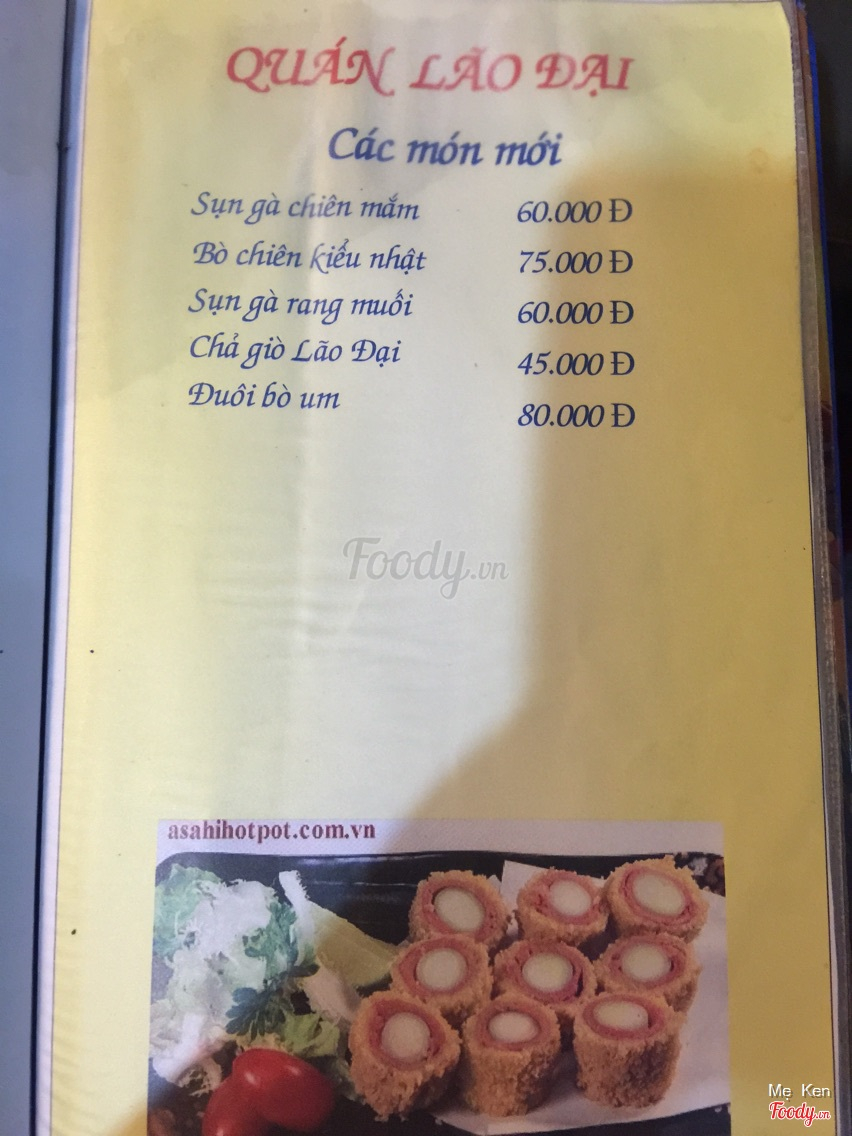 QUÁN LÃO ĐẠI
Các món mới
Sụn gà chiên mắm 60.000 Đ
Bò chiên kiểu nhật 75.000 Đ
Sụn gà rang muối 60.000 Đ
Chả giò Lão Đại 45.000 Đ
Đuôi bò um 80.000 Đ
Foody.vn
asahihotpot.com.vn
Mẹ Ken
Foody.vn